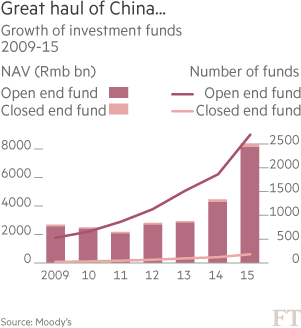 Great haul of China...
Growth of investment funds
2009-15
NAV (Rmb bn) Number of funds
Open end fund Open end fund
Closed end fund Closed end fund
8000 2500
6000 2000
4000 1500
2000 1000
0 500
0
2009 10 11 12 13 14 15
Source: Moody's FT